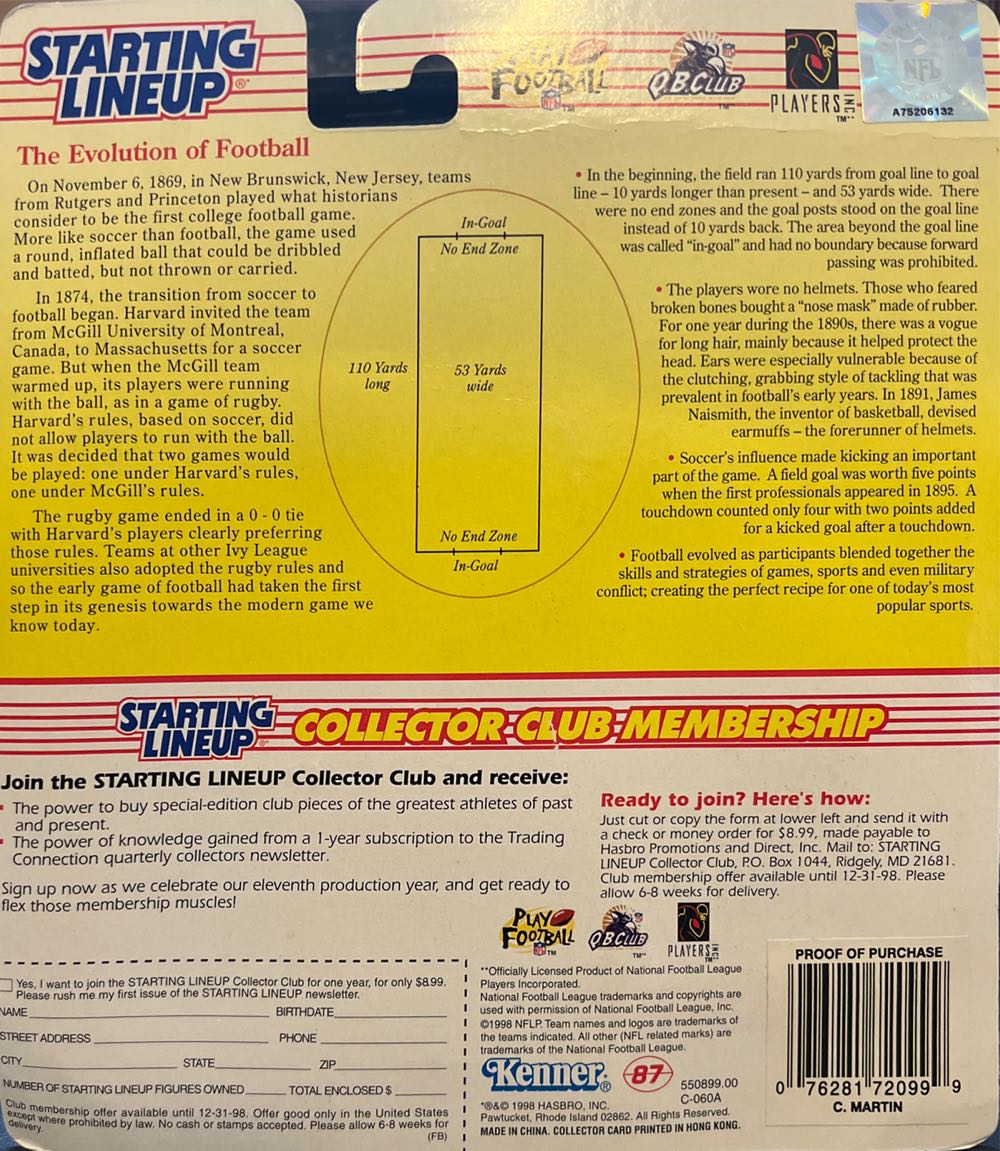 STARTING
LINEUP®*
PLAY
FOOTBALL
NFL
TM
Q.B.CLUB
TM**
PLAYERS INC
TM**
NFL
A75206132
The Evolution of Football
On November 6, 1869, in New Brunswick, New Jersey, teams
from Rutgers and Princeton played what historians
consider to be the first college football game.
More like soccer than football, the game used
a round, inflated ball that could be dribbled
and batted, but not thrown or carried.
In 1874, the transition from soccer to
football began. Harvard invited the team
from McGill University of Montreal,
Canada, to Massachusetts for a soccer
game. But when the McGill team
warmed up, its players were running
with the ball, as in a game of rugby.
Harvard's rules, based on soccer, did
not allow players to run with the ball.
It was decided that two games would
be played: one under Harvard's rules,
one under McGill's rules.
The rugby game ended in a 0 - 0 tie
with Harvard's players clearly preferring
those rules. Teams at other Ivy League
universities also adopted the rugby rules and
so the early game of football had taken the first
step in its genesis towards the modern game we
know today.
In-Goal
No End Zone
110 Yards
long
53 Yards
wide
No End Zone
In-Goal
• In the beginning, the field ran 110 yards from goal line to goal
line – 10 yards longer than present – and 53 yards wide. There
were no end zones and the goal posts stood on the goal line
instead of 10 yards back. The area beyond the goal line
was called "in-goal" and had no boundary because forward
passing was prohibited.
• The players wore no helmets. Those who feared
broken bones bought a "nose mask" made of rubber.
For one year during the 1890s, there was a vogue
for long hair, mainly because it helped protect the
head. Ears were especially vulnerable because of
the clutching, grabbing style of tackling that was
prevalent in football's early years. In 1891, James
Naismith, the inventor of basketball, devised
earmuffs – the forerunner of helmets.
• Soccer's influence made kicking an important
part of the game. A field goal was worth five points
when the first professionals appeared in 1895. A
touchdown counted only four with two points added
for a kicked goal after a touchdown.
• Football evolved as participants blended together the
skills and strategies of games, sports and even military
conflict; creating the perfect recipe for one of today's most
popular sports.
STARTING
LINEUP®*
COLLECTOR CLUB MEMBERSHIP
Join the STARTING LINEUP Collector Club and receive:
• The power to buy special-edition club pieces of the greatest athletes of past
and present.
• The power of knowledge gained from a 1-year subscription to the Trading
Connection quarterly collectors newsletter.
Sign up now as we celebrate our eleventh production year, and get ready to
flex those membership muscles!
Ready to join? Here's how:
Just cut or copy the form at lower left and send it with
a check or money order for $8.99, made payable to
Hasbro Promotions and Direct, Inc. Mail to: STARTING
LINEUP Collector Club, P.O. Box 1044, Ridgely, MD 21681.
Club membership offer available until 12-31-98. Please
allow 6-8 weeks for delivery.
PLAY
FOOTBALL
NFL
TM
Q.B.CLUB
TM**
PLAYERS INC
TM**
Yes, I want to join the STARTING LINEUP Collector Club for one year, for only $8.99.
Please rush me my first issue of the STARTING LINEUP newsletter.
NAME BIRTHDATE
STREET ADDRESS PHONE
CITY STATE ZIP
NUMBER OF STARTING LINEUP FIGURES OWNED TOTAL ENCLOSED $
Club membership offer available until 12-31-98. Offer good only in the United States
except where prohibited by law. No cash or stamps accepted. Please allow 6-8 weeks for
delivery.
(FB)
**Officially Licensed Product of National Football League
Players Incorporated.
National Football League trademarks and copyrights are
used with permission of National Football League, Inc.
©1998 NFLP. Team names and logos are trademarks of
the teams indicated. All other (NFL related marks) are
trademarks of the National Football League.
Kenner®
87
550899.00
C-060A
*®&© 1998 HASBRO, INC.
Pawtucket, Rhode Island 02862. All Rights Reserved.
MADE IN CHINA. COLLECTOR CARD PRINTED IN HONG KONG.
PROOF OF PURCHASE
0 76281 72099 9
C. MARTIN